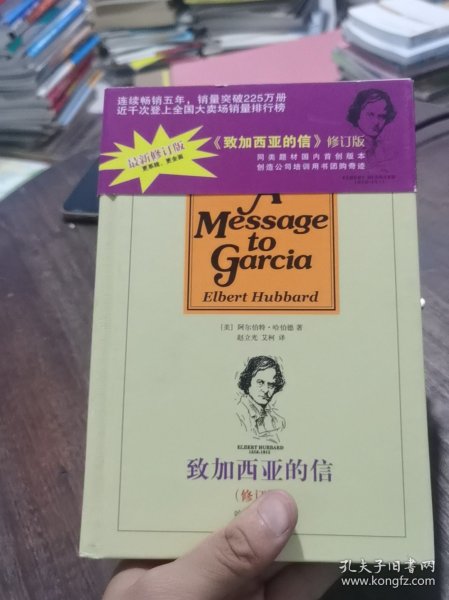 连续畅销五年，销量突破225万册
近千次登上全国大卖场销量排行榜
最新修订版
更系统，更全面
《致加西亚的信》修订版
同类题材国内首创版本
创造公司培训用书团购奇迹
ELBERT HUBBARD
A
Message
to
Garcia
Elbert Hubbard
［美］阿尔伯特·哈伯德 著
赵立光 艾柯 译
ELBERT HUBBARD
1856-1915
致加西亚的信
（修订
孔夫子旧书网
www.kongfz.com